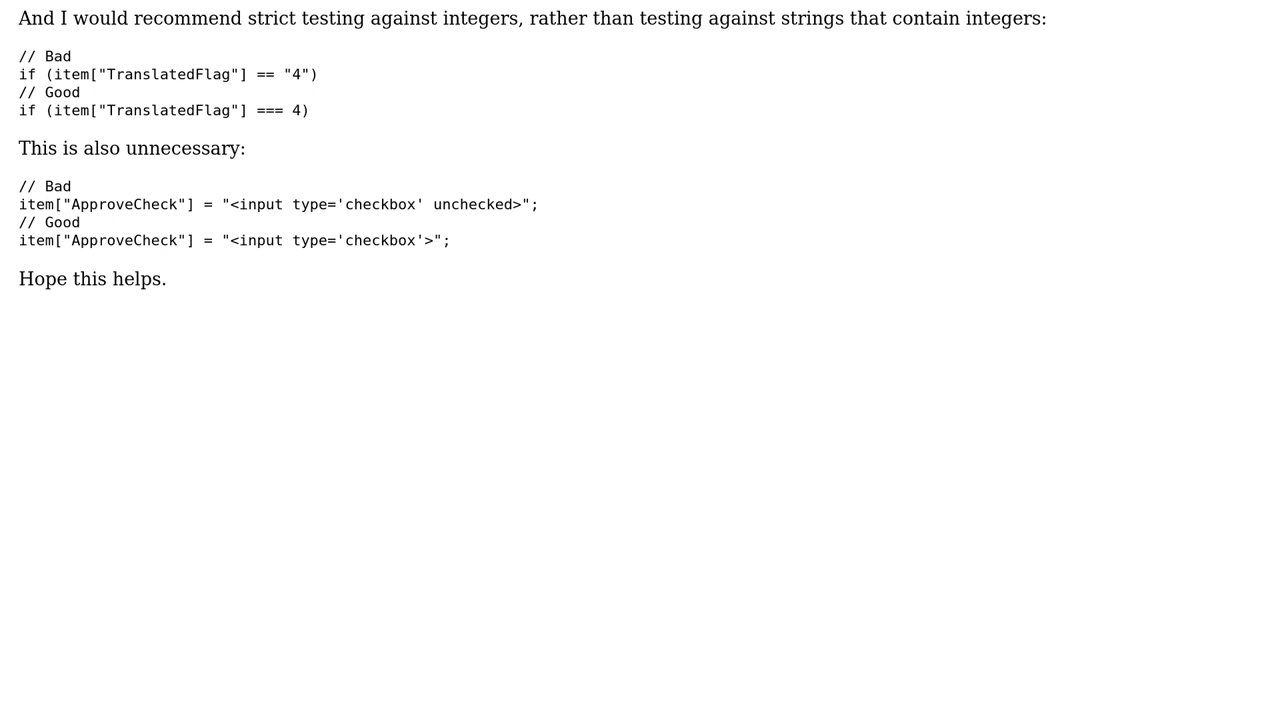 And I would recommend strict testing against integers, rather than testing against strings that contain integers:
// Bad
if (item["TranslatedFlag"] == "4")
// Good
if (item["TranslatedFlag"] === 4)
This is also unnecessary:
// Bad
item["ApproveCheck"] = "<input type='checkbox' unchecked>";
// Good
item["ApproveCheck"] = "<input type='checkbox'>";
Hope this helps.